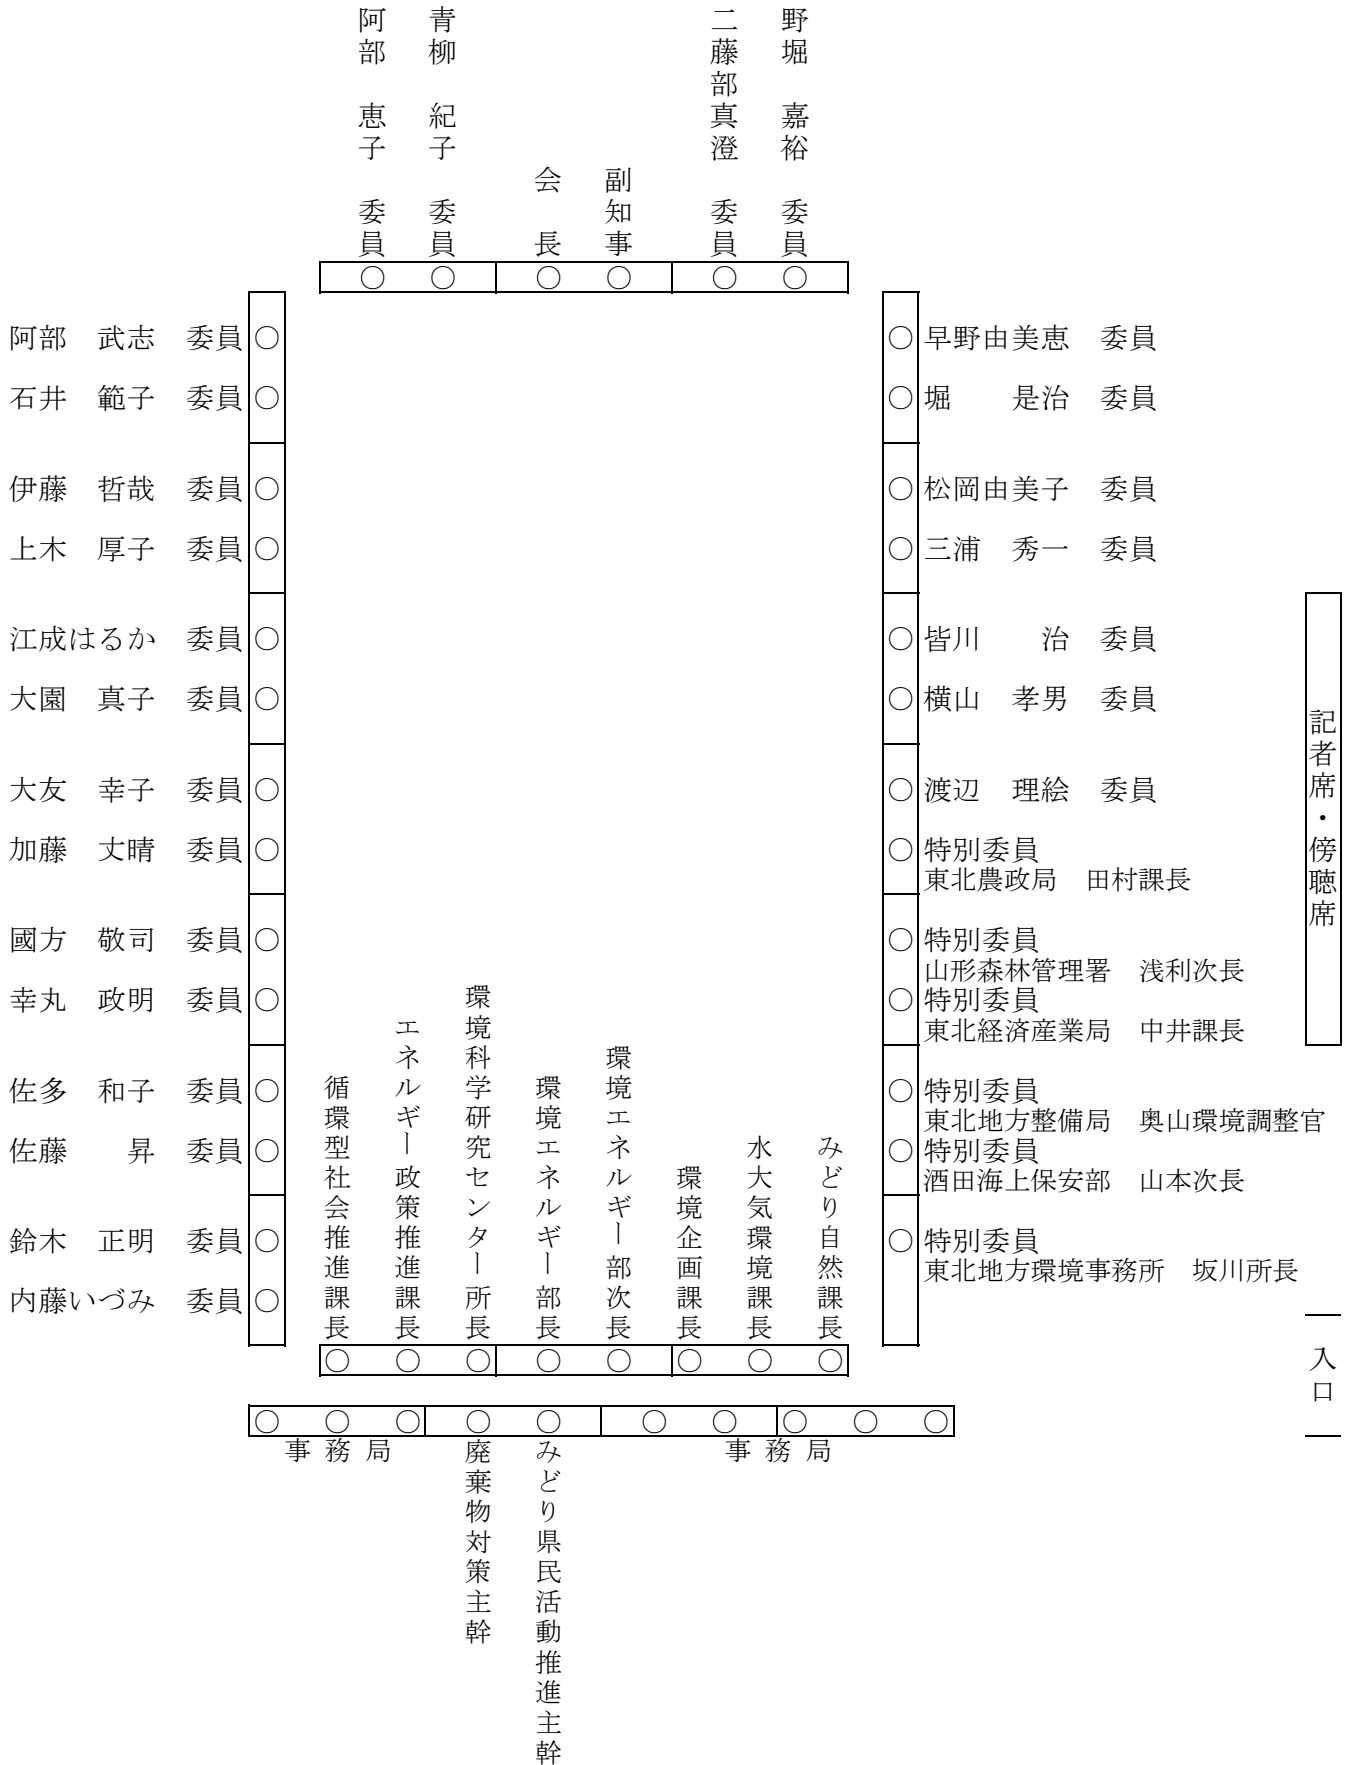 阿部　恵子　委員
青柳　紀子　委員
会　長
副知事
二藤部真澄　委員
野堀　嘉裕　委員
○ ○ ○ ○ ○ ○
阿部　武志　委員○
石井　範子　委員○
伊藤　哲哉　委員○
上木　厚子　委員○
江成はるか　委員○
大園　真子　委員○
大友　幸子　委員○
加藤　丈晴　委員○
國方　敬司　委員○
幸丸　政明　委員○
佐多　和子　委員○
佐藤　　昇　委員○
鈴木　正明　委員○
内藤いづみ　委員○
○早野由美恵　委員
○堀　　是治　委員
○松岡由美子　委員
○三浦　秀一　委員
○皆川　　治　委員
○横山　孝男　委員
○渡辺　理絵　委員
○特別委員
東北農政局　田村課長
○特別委員
山形森林管理署　浅利次長
○特別委員
東北経済産業局　中井課長
○特別委員
東北地方整備局　奥山環境調整官
○特別委員
酒田海上保安部　山本次長
○特別委員
東北地方環境事務所　坂川所長
記者席・傍聴席
入口
循環型社会推進課長
エネルギー政策推進課長
環境科学研究センター所長
環境エネルギー部長
環境エネルギー部次長
環境企画課長
水大気環境課長
みどり自然課長
○ ○ ○ ○ ○ ○ ○ ○
○ ○ ○ ○ ○ ○ ○ ○ ○ ○
事務局
廃棄物対策主幹
みどり県民活動推進主幹
事務局